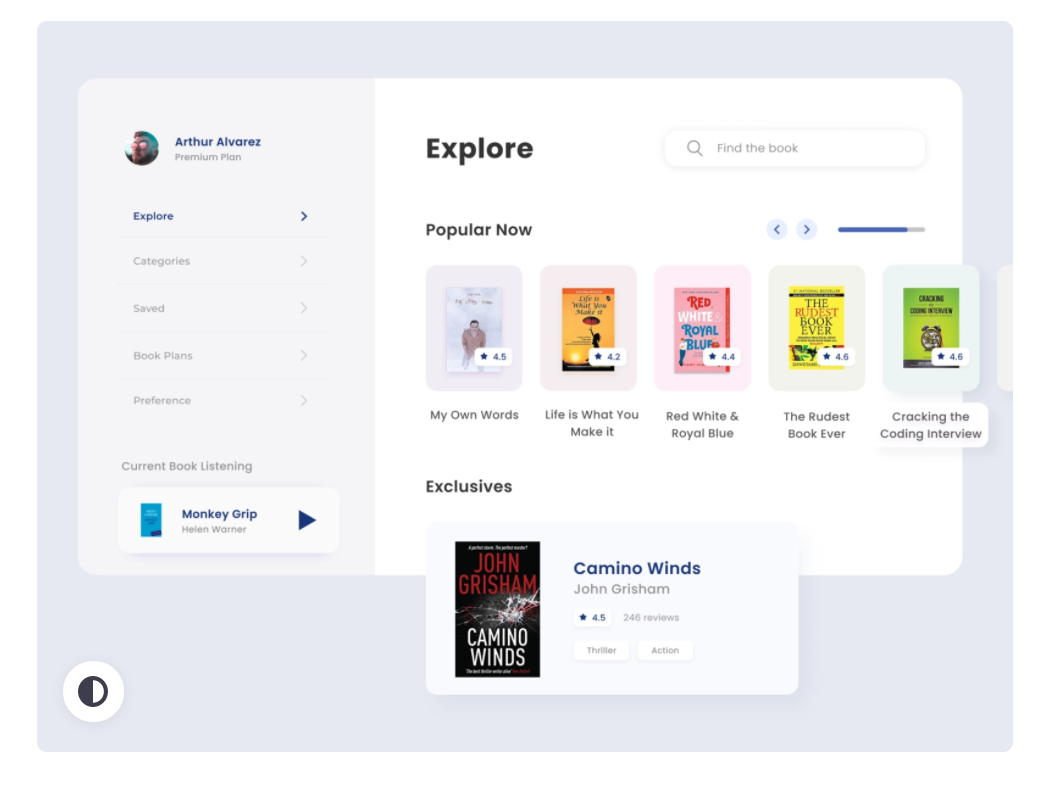 Arthur Alvarez
Premium Plan
Explore
Categories
Saved
Book Plans
Preference
Current Book Listening
Monkey Grip
Helen Warner
Explore
Find the book
Popular Now
4.5
My Own Words
Life is
What You
Make it
4.2
Life is What You
Make it
RED
WHITE &
ROYAL
BLUE
4.4
Red White &
Royal Blue
#1 NATIONAL BESTSELLER
THE
RUDEST
BOOK
EVER
4.6
The Rudest
Book Ever
CRACKING
THE
CODING INTERVIEW
4.6
Cracking the
Coding Interview
Exclusives
A perfect storm. The perfect murder?
JOHN
GRISHAM
CAMINO
WINDS
Camino Winds
John Grisham
4.5 246 reviews
Thriller Action